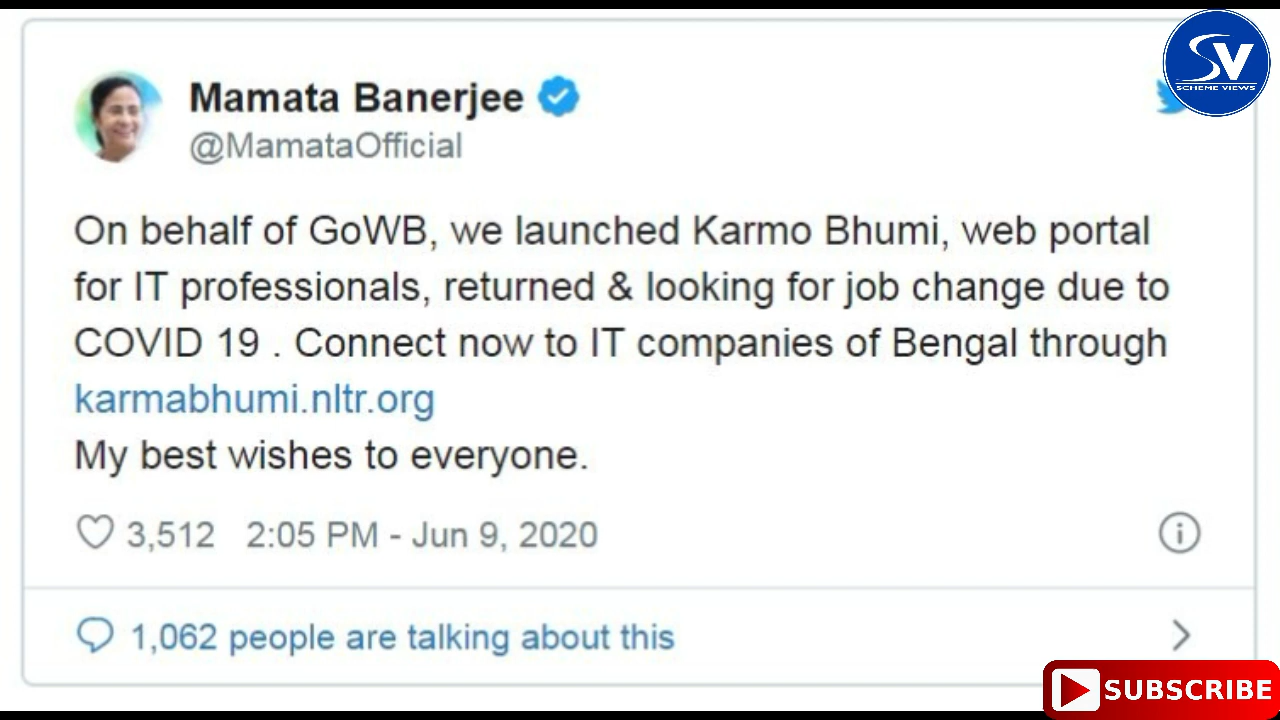 Mamata Banerjee
@MamataOfficial
SV
SCHEME VIEWS
On behalf of GoWB, we launched Karmo Bhumi, web portal
for IT professionals, returned & looking for job change due to
COVID 19 . Connect now to IT companies of Bengal through
karmabhumi.nltr.org
My best wishes to everyone.
3,512 2:05 PM - Jun 9, 2020
1,062 people are talking about this
SUBSCRIBE